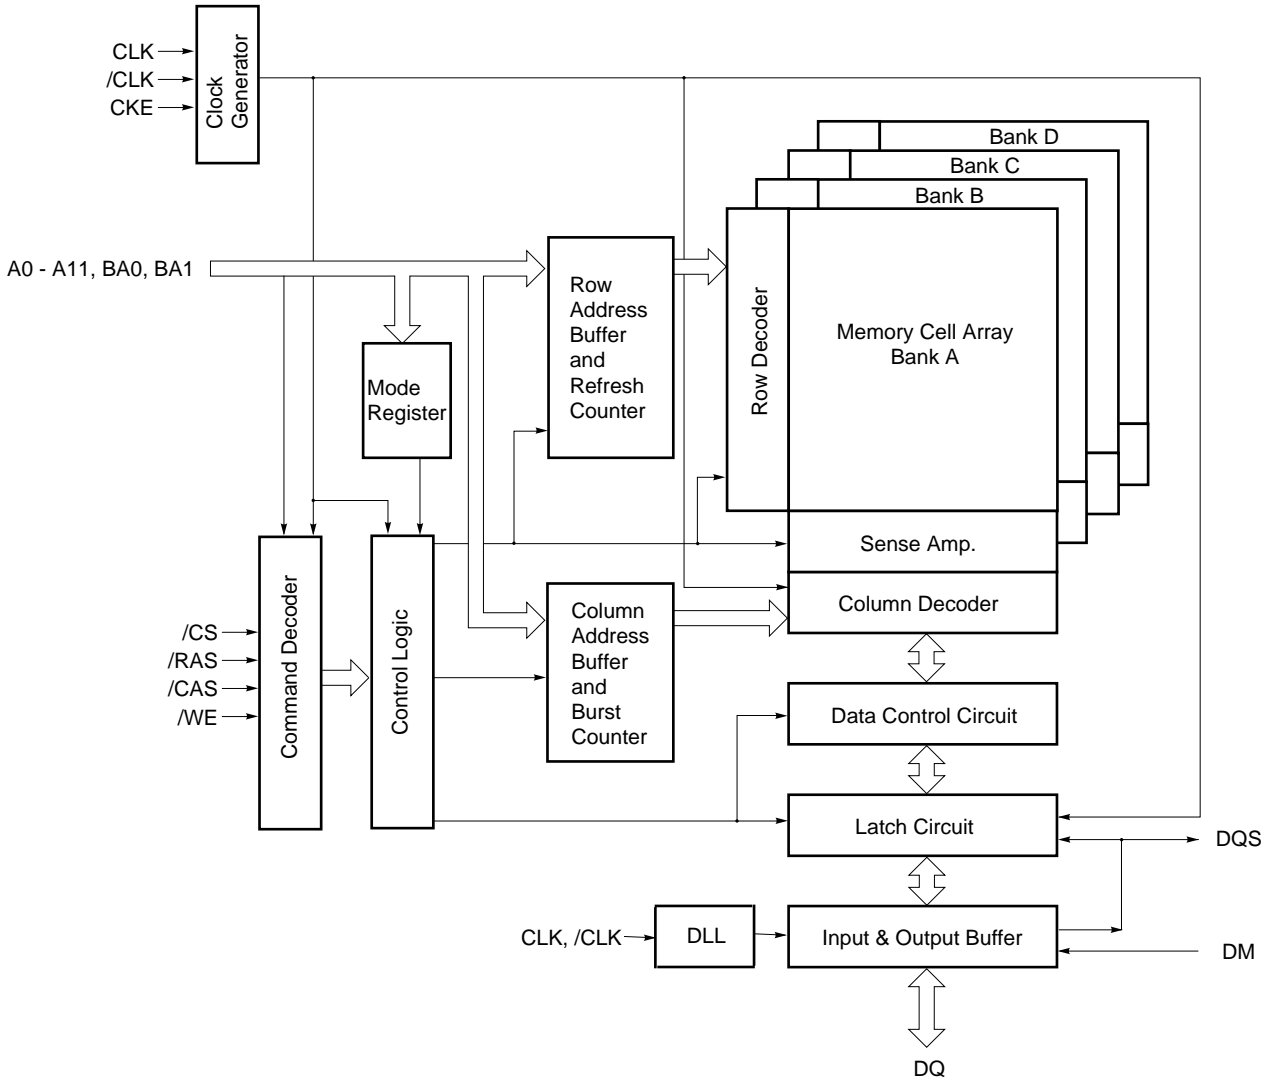 CLK
/CLK
CKE
Clock
Generator
Bank D
Bank C
Bank B
A0 - A11, BA0, BA1
Row
Address
Buffer
and
Refresh
Counter
Row Decoder
Memory Cell Array
Bank A
Mode
Register
Sense Amp.
Column Decoder
/CS
/RAS
/CAS
/WE
Command Decoder
Control Logic
Column
Address
Buffer
and
Burst
Counter
Data Control Circuit
Latch Circuit
DQS
CLK, /CLK
DLL
Input & Output Buffer
DM
DQ